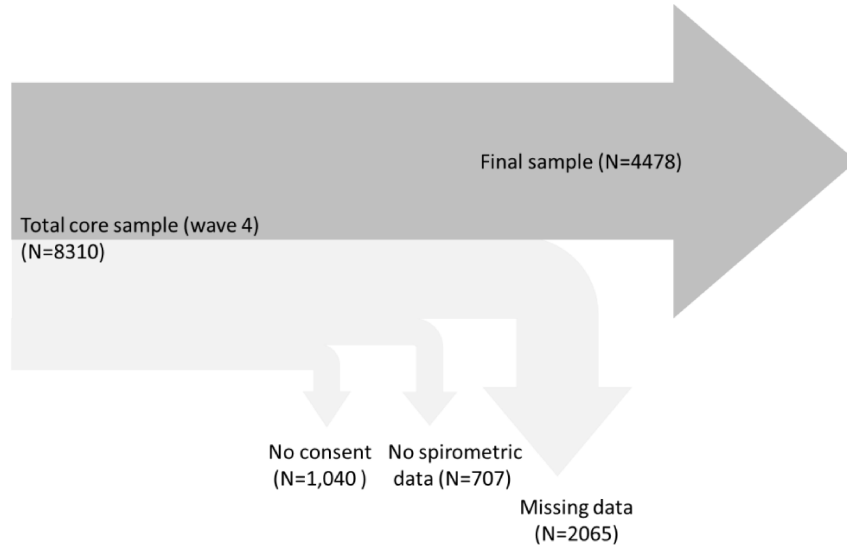 Final sample (N=4478)
Total core sample (wave 4)
(N=8310)
No consent
(N=1,040 )
No spirometric
data (N=707)
Missing data
(N=2065)